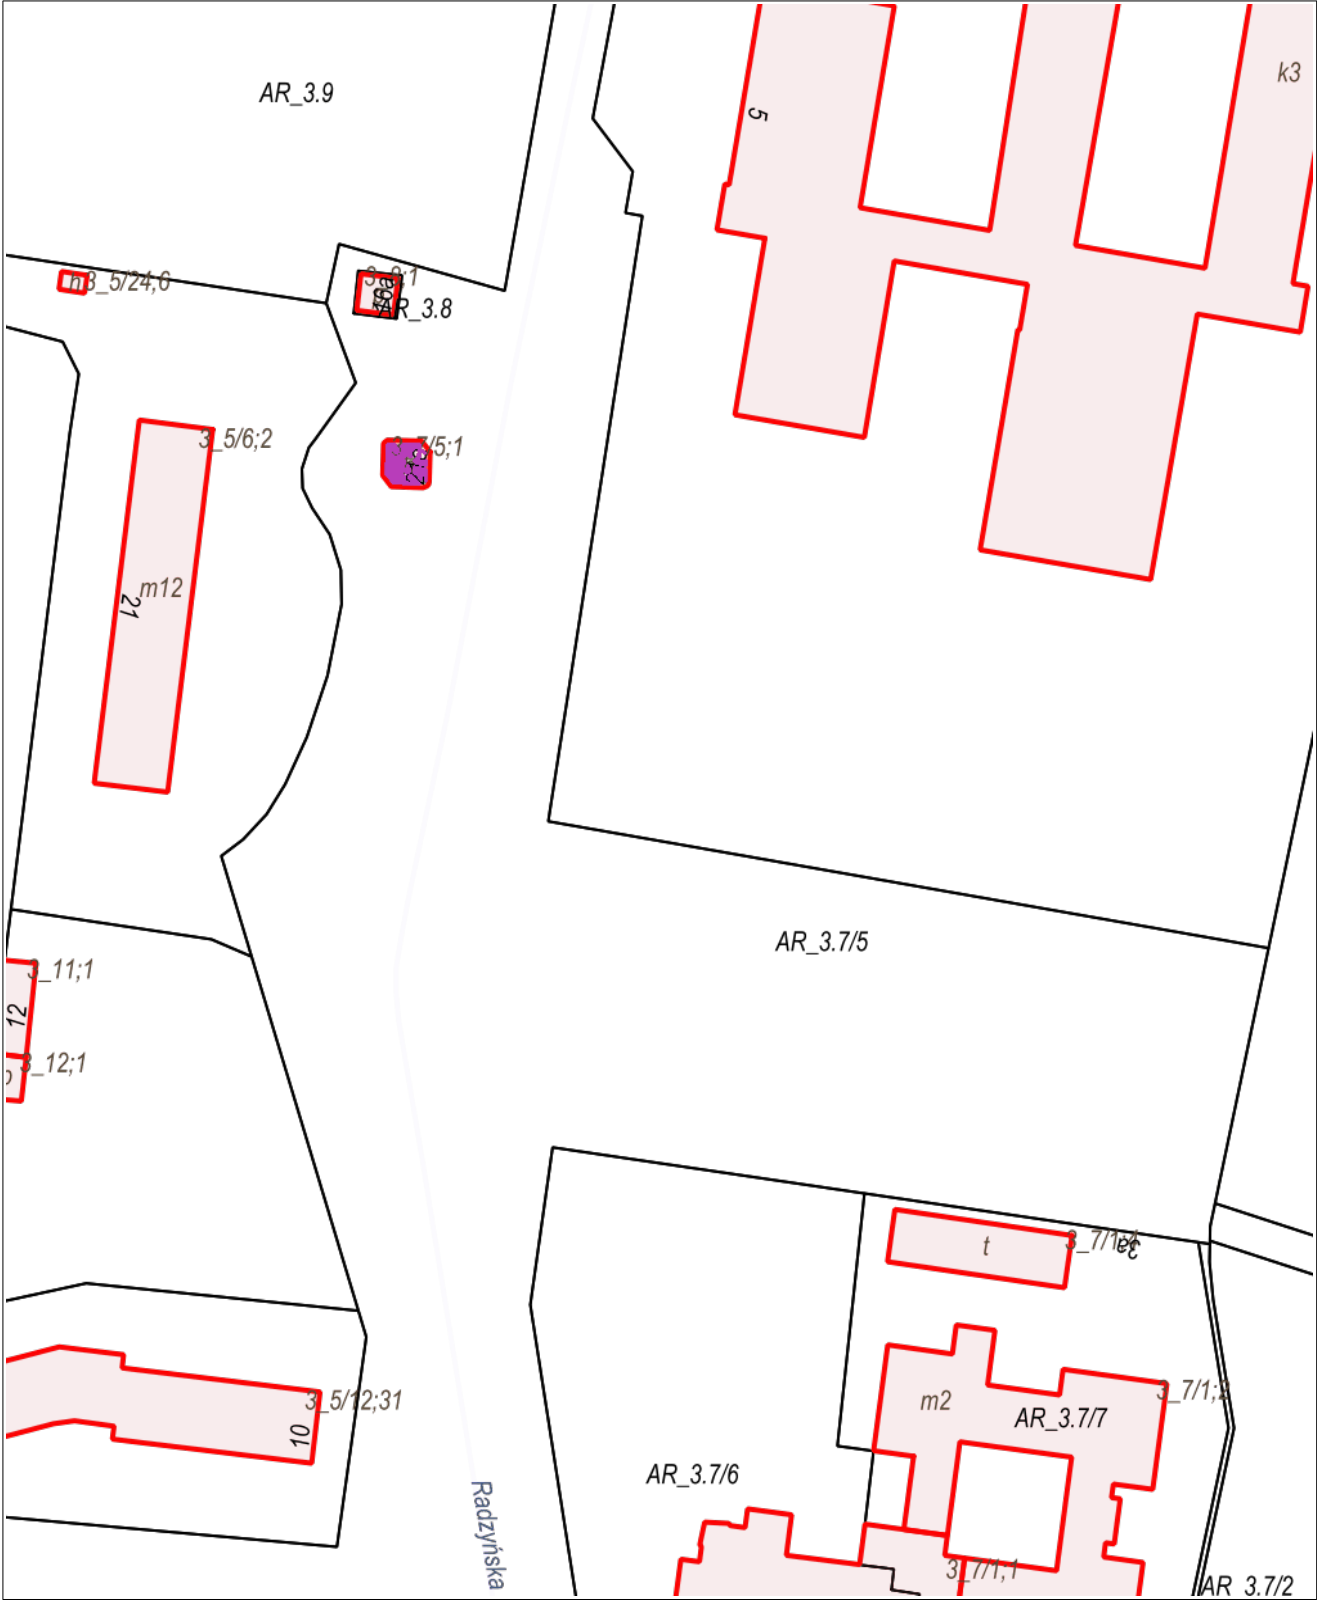 k3
AR_3.9
5
h
3_5/24;6
AR_3.8
3_5/6;2
3_7/5;1
m12
21
AR_3.7/5
3_11;1
12
3_12;1
t
3a
m2
3_7/1;2
3_5/12;31
AR_3.7/7
10
AR_3.7/6
Radzyńska
3_7/1;1
AR_3.7/2